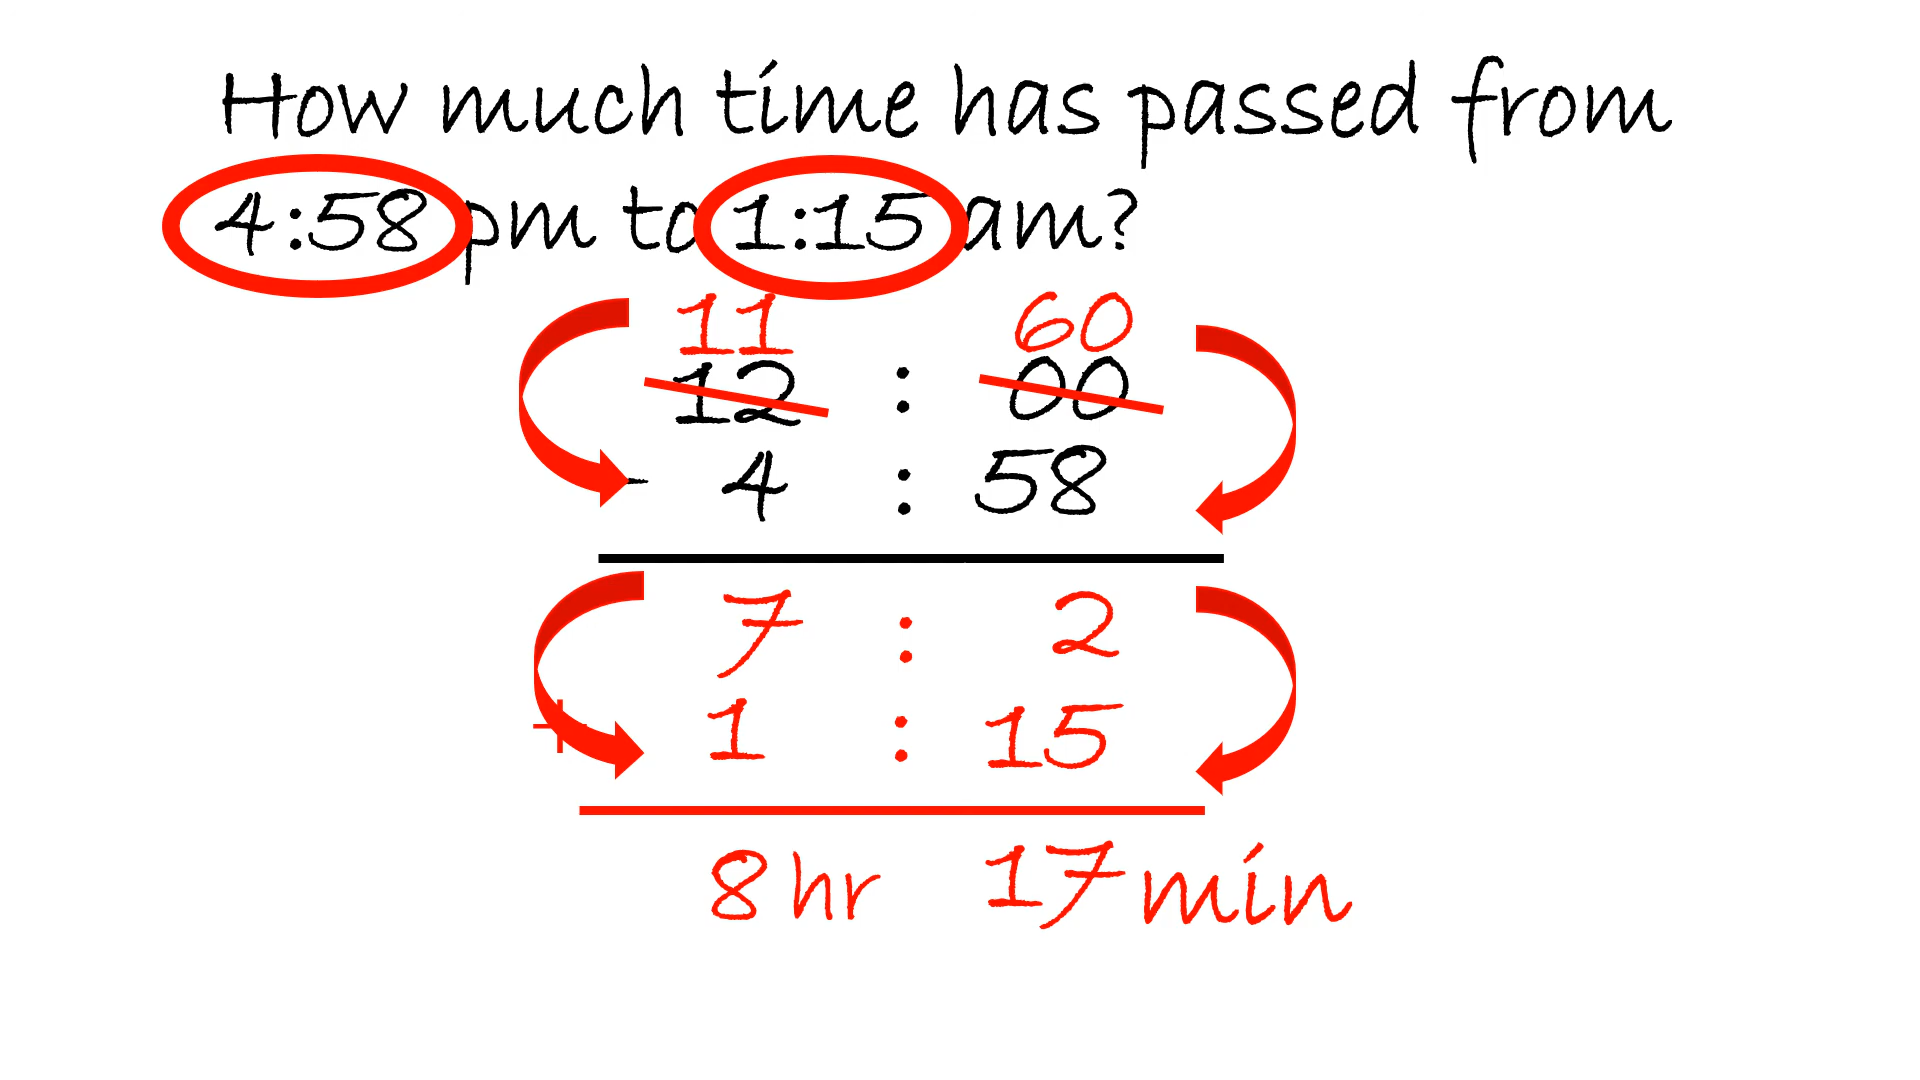 How much time has passed from
4:58 pm to 1:15 am?
11 60
12 : 00
- 4 : 58
7 : 2
+ 1 : 15
8 hr 17 min